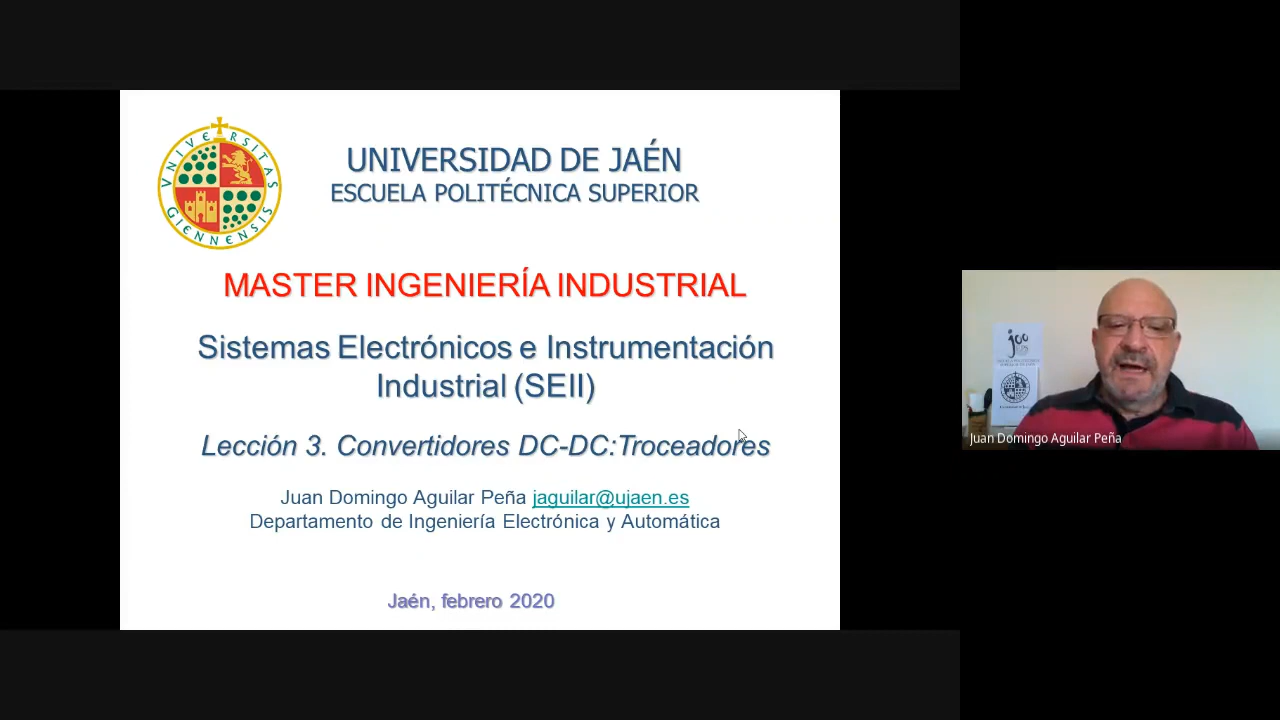 UNIVERSITAS GIENNENSIS
UNIVERSIDAD DE JAÉN
ESCUELA POLITÉCNICA SUPERIOR
MASTER INGENIERÍA INDUSTRIAL
Sistemas Electrónicos e Instrumentación
Industrial (SEII)
Lección 3. Convertidores DC-DC:Troceadores
Juan Domingo Aguilar Peña jaguilar@ujaen.es
Departamento de Ingeniería Electrónica y Automática
Jaén, febrero 2020
Juan Domingo Aguilar Peña